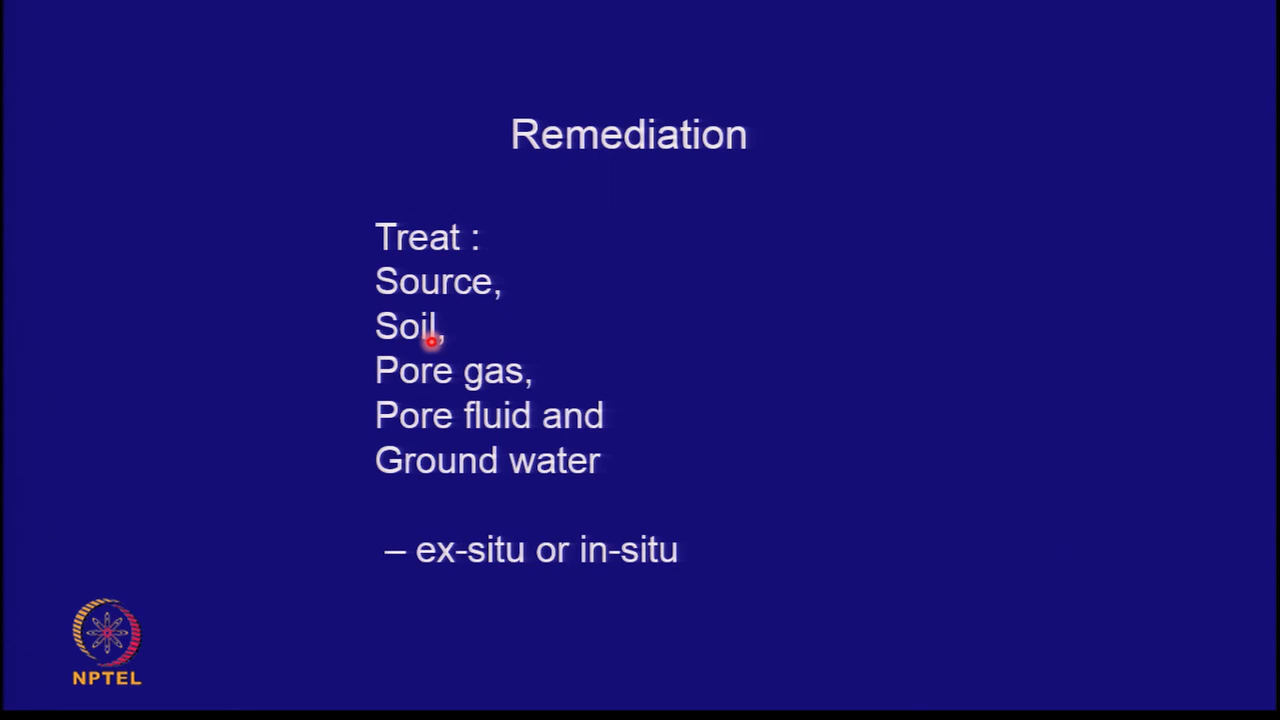 Remediation
Treat :
Source,
Soil,
Pore gas,
Pore fluid and
Ground water
– ex-situ or in-situ
NPTEL